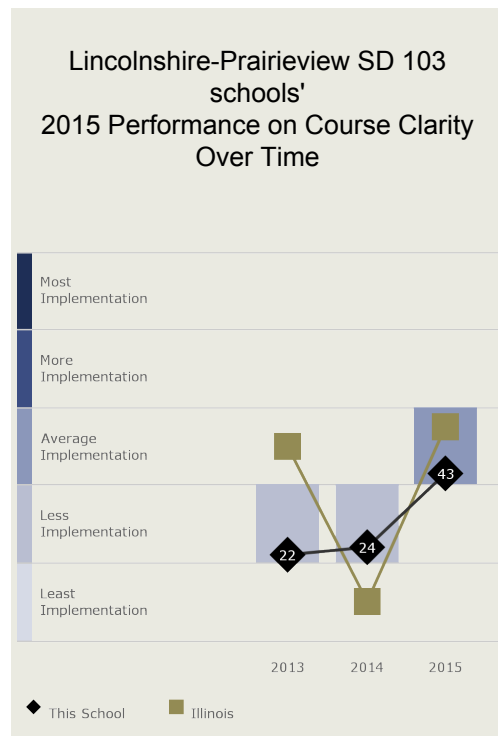 Lincolnshire-Prairieview SD 103
schools'
2015 Performance on Course Clarity
Over Time
Most
Implementation
More
Implementation
Average
Implementation
Less
Implementation
Least
Implementation
43
22
24
2013 2014 2015
This School Illinois